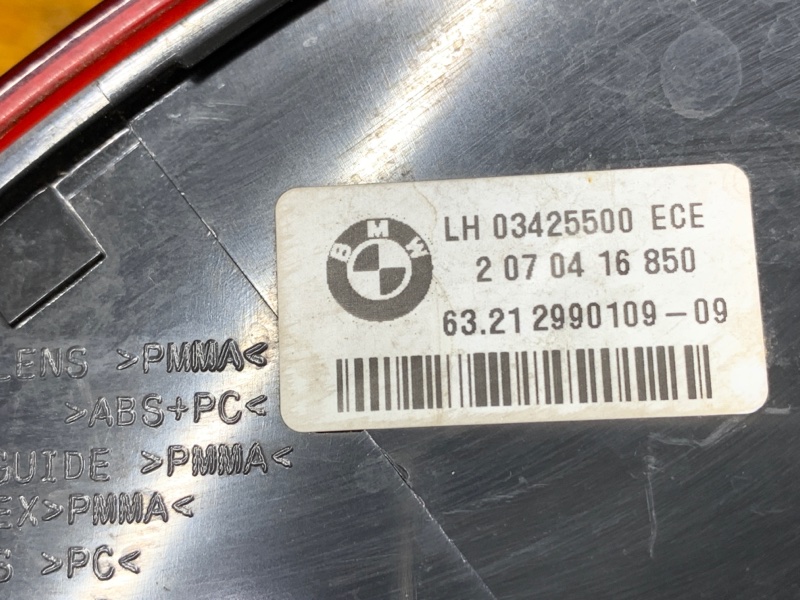 BMW
LH 03425500 ECE
2 07 04 16 850
63.21 2990109-09
LENS >PMMA<
>ABS+PC<
GUIDE >PMMA<
EX>PMMA<
S >PC<